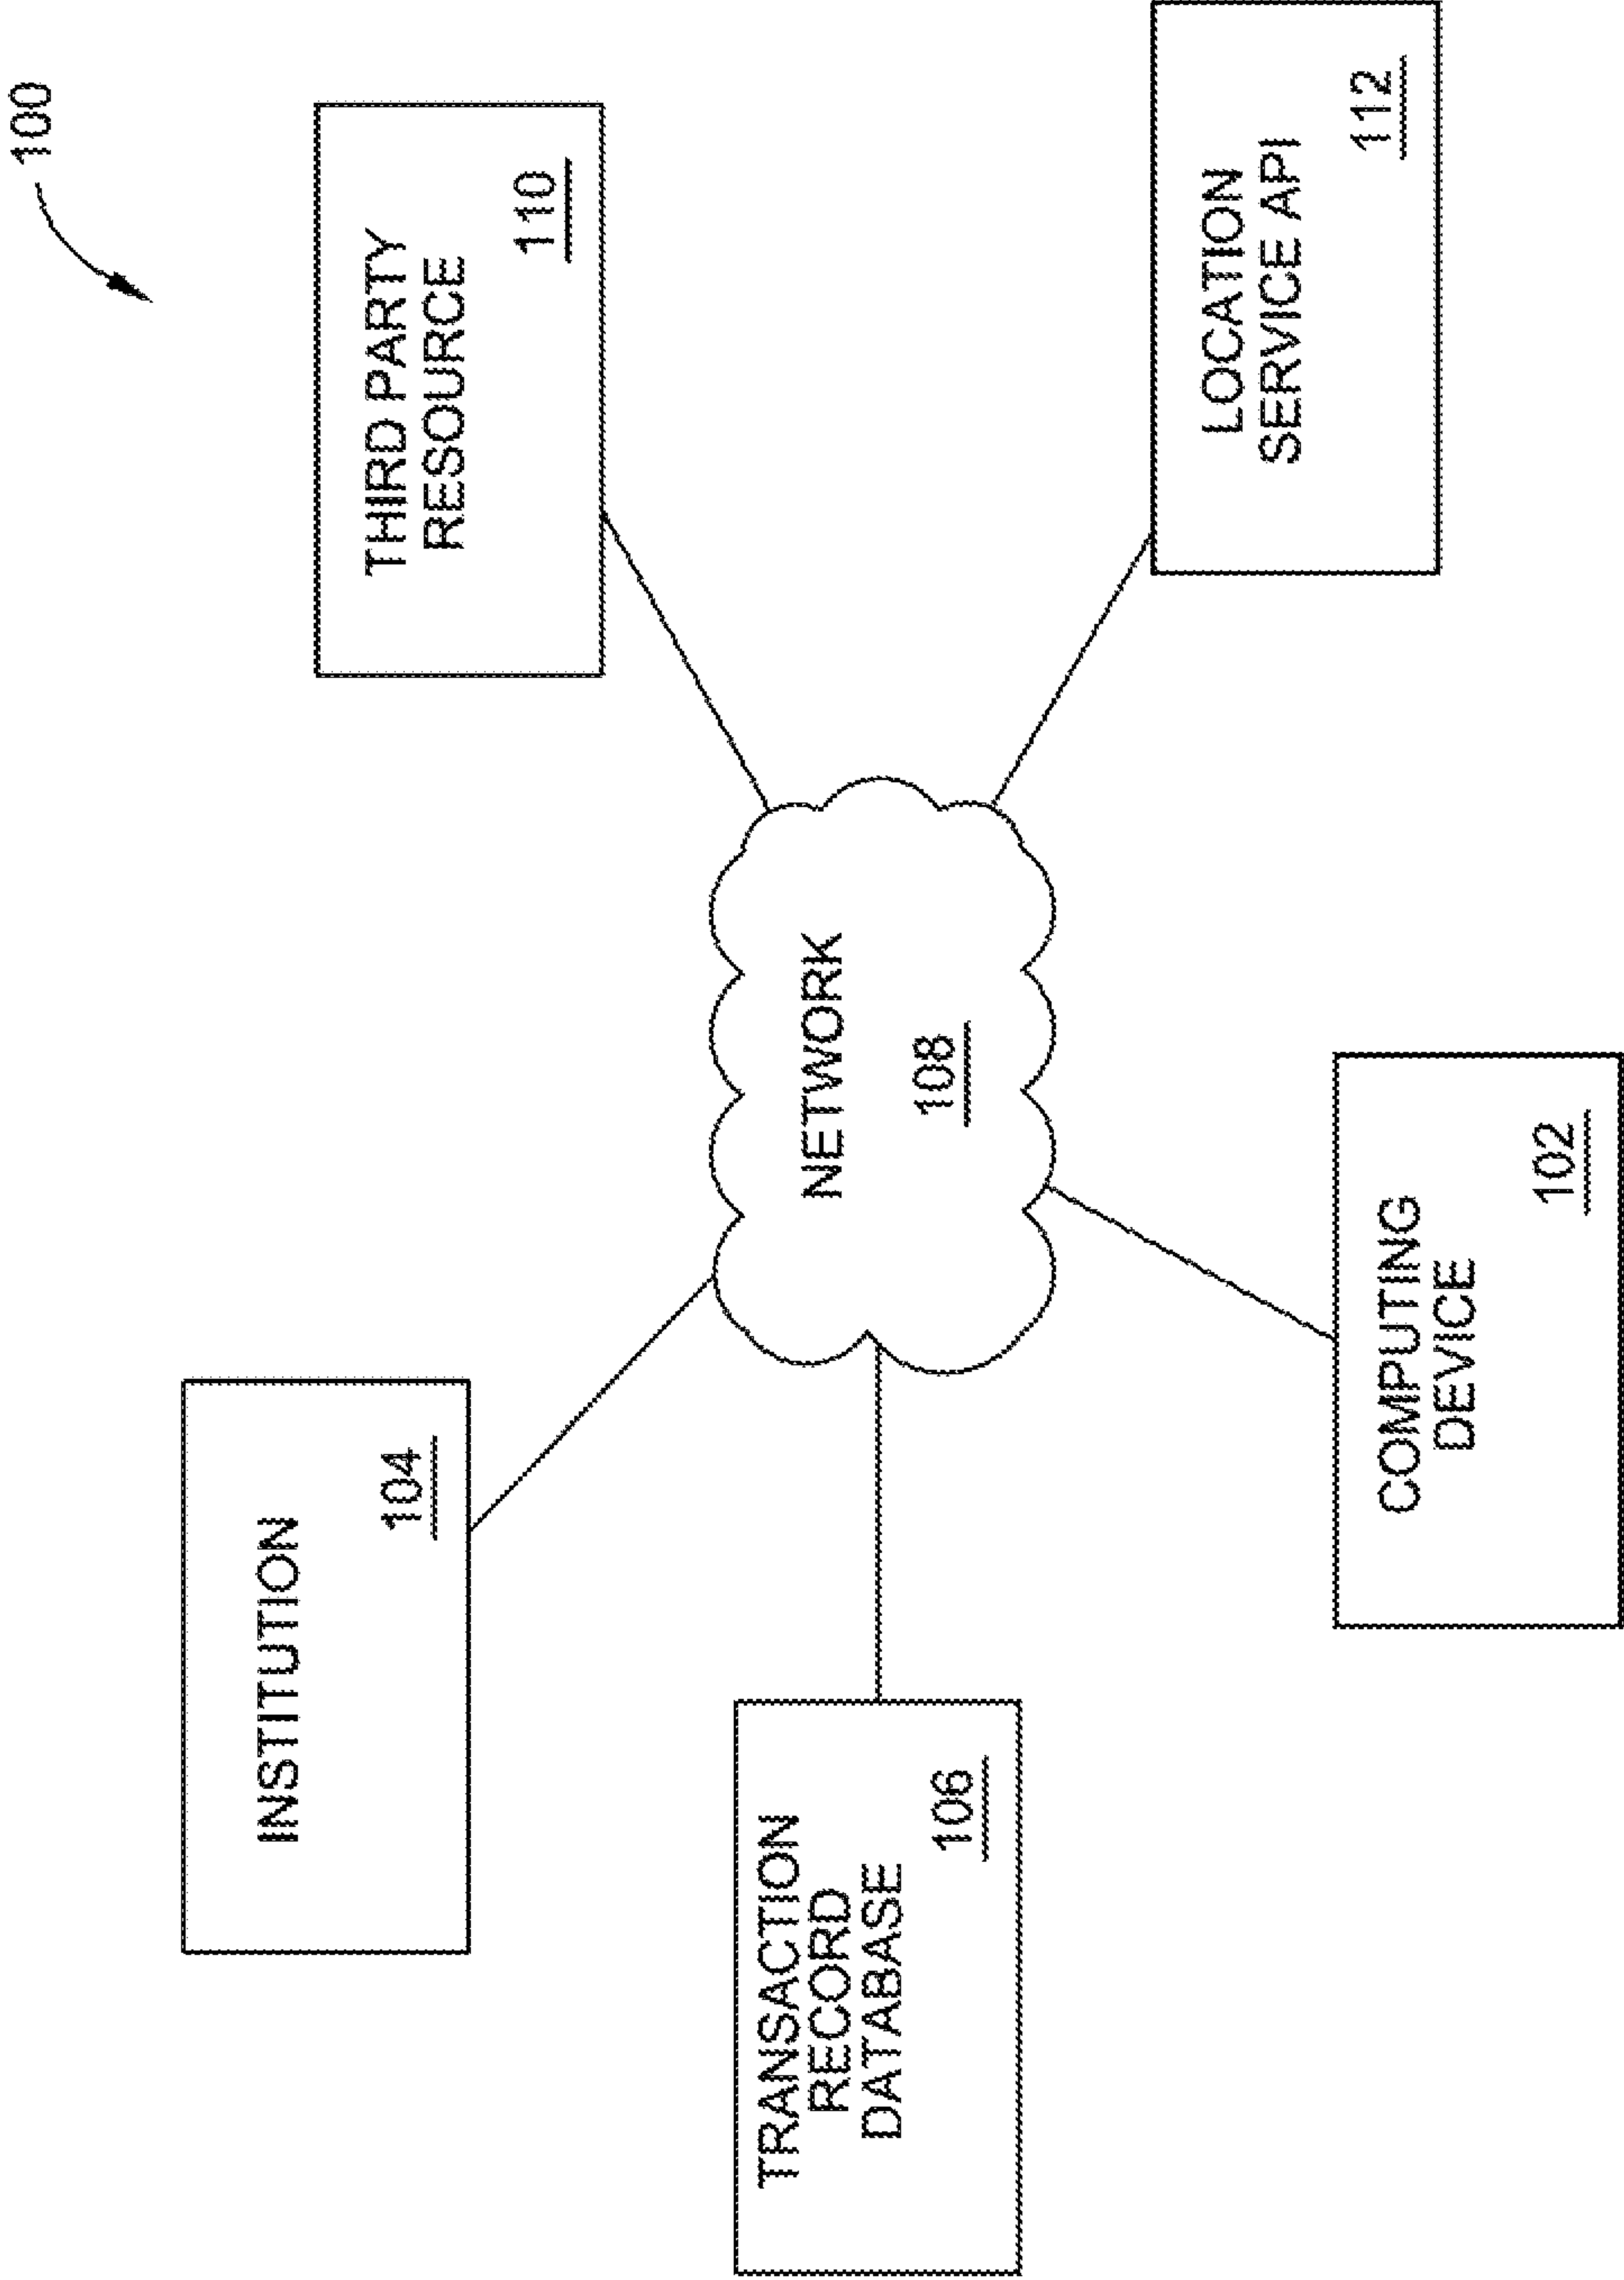 100
INSTITUTION
104
THIRD PARTY
RESOURCE
110
TRANSACTION
RECORD
DATABASE
106
NETWORK
108
COMPUTING
DEVICE
102
LOCATION
SERVICE API
112